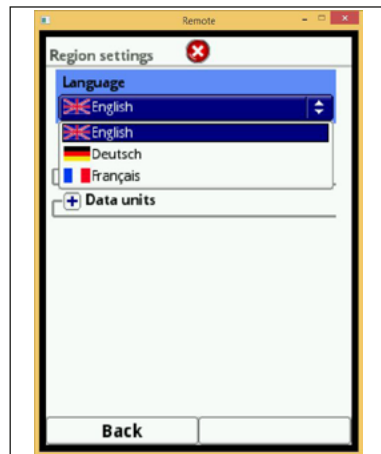 Remote
Region settings
Language
English
English
Deutsch
Français
Data units
Back